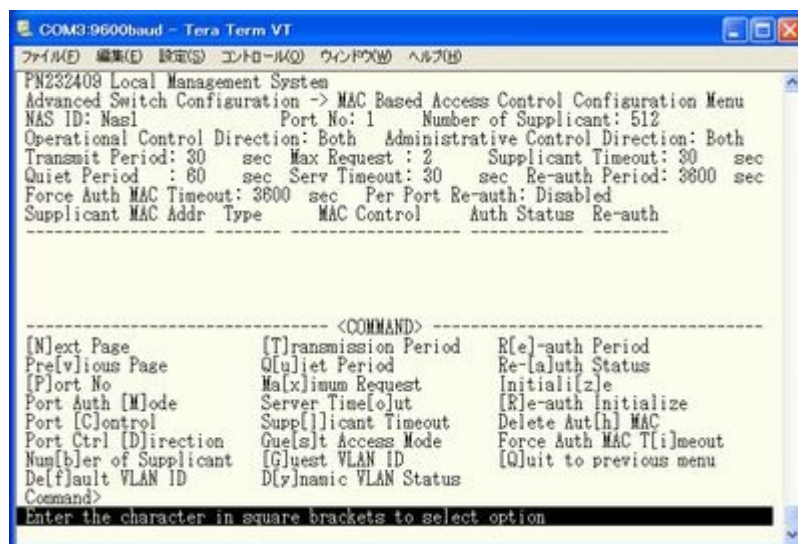 COM3:9600baud - Tera Term VT
ファイル(F) 編集(E) 設定(S) コントロール(O) ウィンドウ(W) ヘルプ(H)
PN232409 Local Management System
Advanced Switch Configuration -> MAC Based Access Control Configuration Menu
NAS ID: Nas1 Port No: 1 Number of Supplicant: 512
Operational Control Direction: Both Administrative Control Direction: Both
Transmit Period: 30 sec Max Request : 2 Supplicant Timeout: 30 sec
Quiet Period : 60 sec Serv Timeout: 30 sec Re-auth Period: 3600 sec
Force Auth MAC Timeout: 3600 sec Per Port Re-auth: Disabled
Supplicant MAC Addr Type MAC Control Auth Status Re-auth
------------------- ------- ------------------ ------------ --------
-------------------------------- <COMMAND> -----------------------------------
[N]ext Page [T]ransmission Period R[e]-auth Period
Pre[v]ious Page Q[u]iet Period Re-[a]uth Status
[P]ort No Ma[x]imum Request Initiali[z]e
Port Auth [M]ode Server Time[o]ut [R]e-auth Initialize
Port [C]ontrol Supp[l]icant Timeout Delete Aut[h] MAC
Port Ctrl [D]irection Gue[s]t Access Mode Force Auth MAC T[i]meout
Num[b]er of Supplicant [G]uest VLAN ID [Q]uit to previous menu
De[f]ault VLAN ID D[y]namic VLAN Status
Command>
Enter the character in square brackets to select option